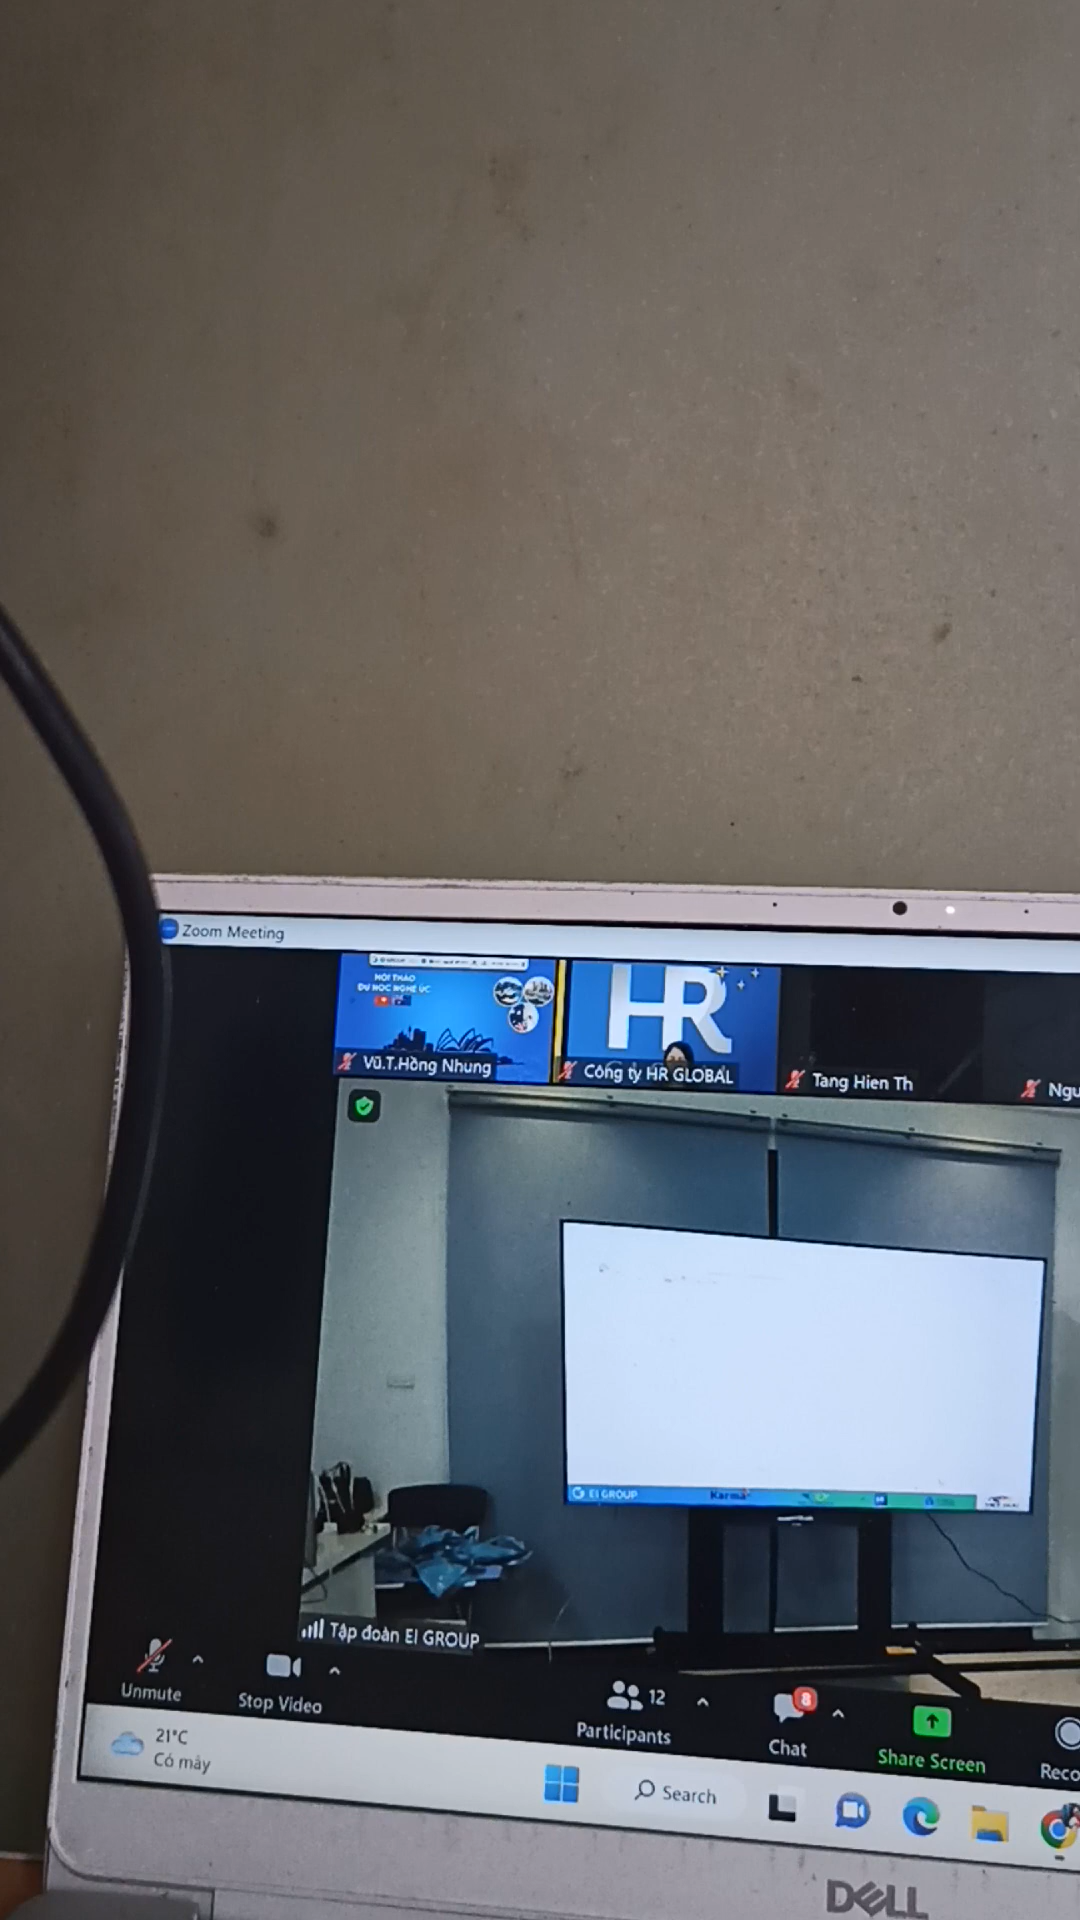 Zoom Meeting
HỘI THẢO
DU HỌC NGHỀ ÚC
Vũ.T.Hồng Nhung
HR
Công ty HR GLOBAL
Tang Hien Th
Ngu
EI GROUP
Karma
Tập đoàn EI GROUP
Unmute
Stop Video
12
Participants
8
Chat
Share Screen
Reco
21°C
Có mây
Search
DELL